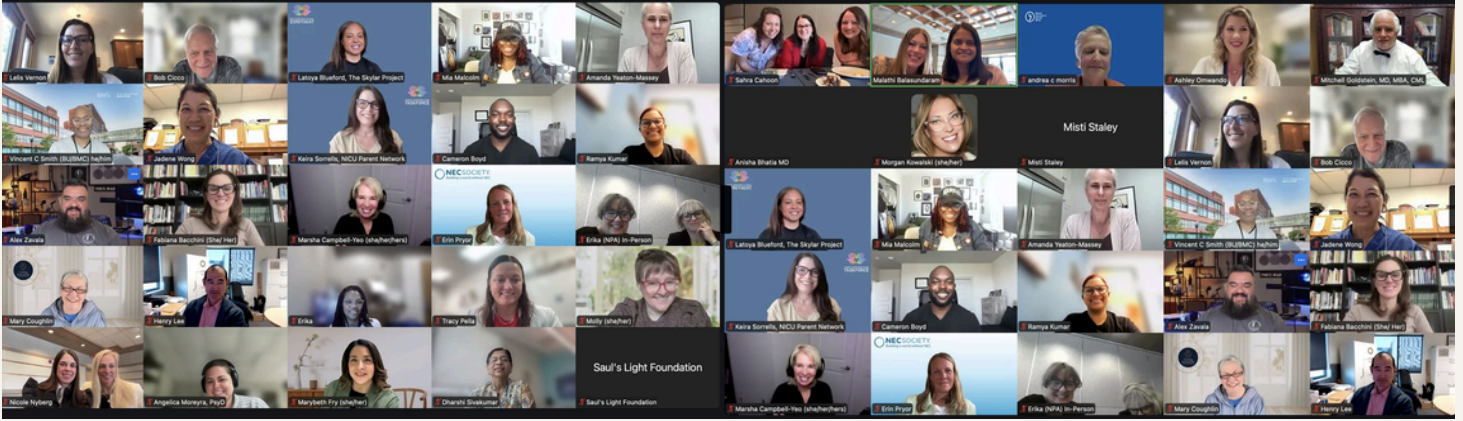 Lelis Vernon
Bob Cicco
Latoya Blueford, The Skylar Project
Mia Malcolm
Amanda Yeaton-Massey
Vincent C Smith (BU/BMC) he/him
Jadene Wong
Keira Sorrells, NICU Parent Network
Cameron Boyd
Ramya Kumar
Alex Zavala
Fabiana Bacchini (She/ Her)
Marsha Campbell-Yeo (she/her/hers)
NECSOCIETY
Building a world without NEC
Erin Pryor
Erika (NPA) In-Person
Mary Coughlin
Henry Lee
Erika
Tracy Pella
Molly (she/her)
Nicole Nyberg
Angelica Moreyra, PsyD
Marybeth Fry (she/her)
Dharshi Sivakumar
Saul's Light Foundation
Saul's Light Foundation
Sahra Cahoon
Malathi Balasundaram
andrea c morris
Ashley Omwando
Mitchell Goldstein, MD, MBA, CML
Anisha Bhatia MD
Morgan Kowalski (she/her)
Misti Staley
Misti Staley
Lelis Vernon
Bob Cicco
Latoya Blueford, The Skylar Project
Mia Malcolm
Amanda Yeaton-Massey
Vincent C Smith (BU/BMC) he/him
Jadene Wong
Keira Sorrells, NICU Parent Network
Cameron Boyd
Ramya Kumar
Alex Zavala
Fabiana Bacchini (She/ Her)
Marsha Campbell-Yeo (she/her/hers)
NECSOCIETY
Building a world without NEC
Erin Pryor
Erika (NPA) In-Person
Mary Coughlin
Henry Lee